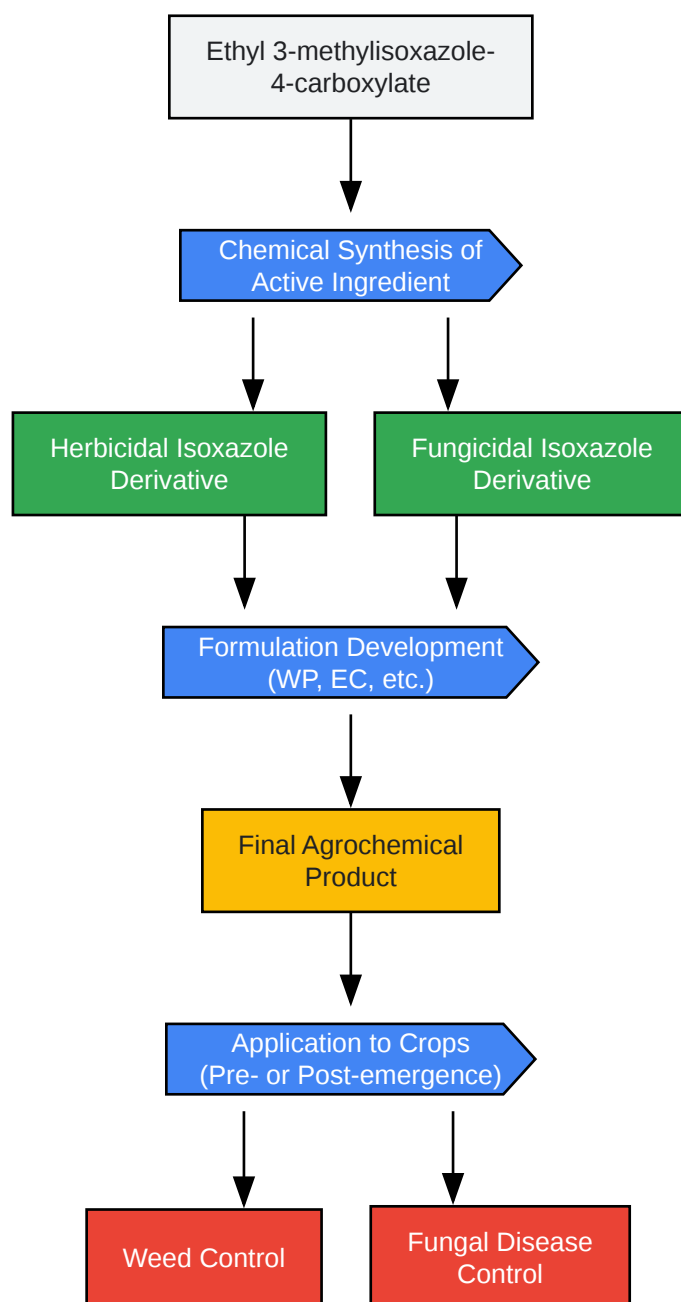 Ethyl 3-methylisoxazole-
4-carboxylate
Chemical Synthesis of
Active Ingredient
Herbicidal Isoxazole
Derivative
Fungicidal Isoxazole
Derivative
Formulation Development
(WP, EC, etc.)
Final Agrochemical
Product
Application to Crops
(Pre- or Post-emergence)
Weed Control
Fungal Disease
Control